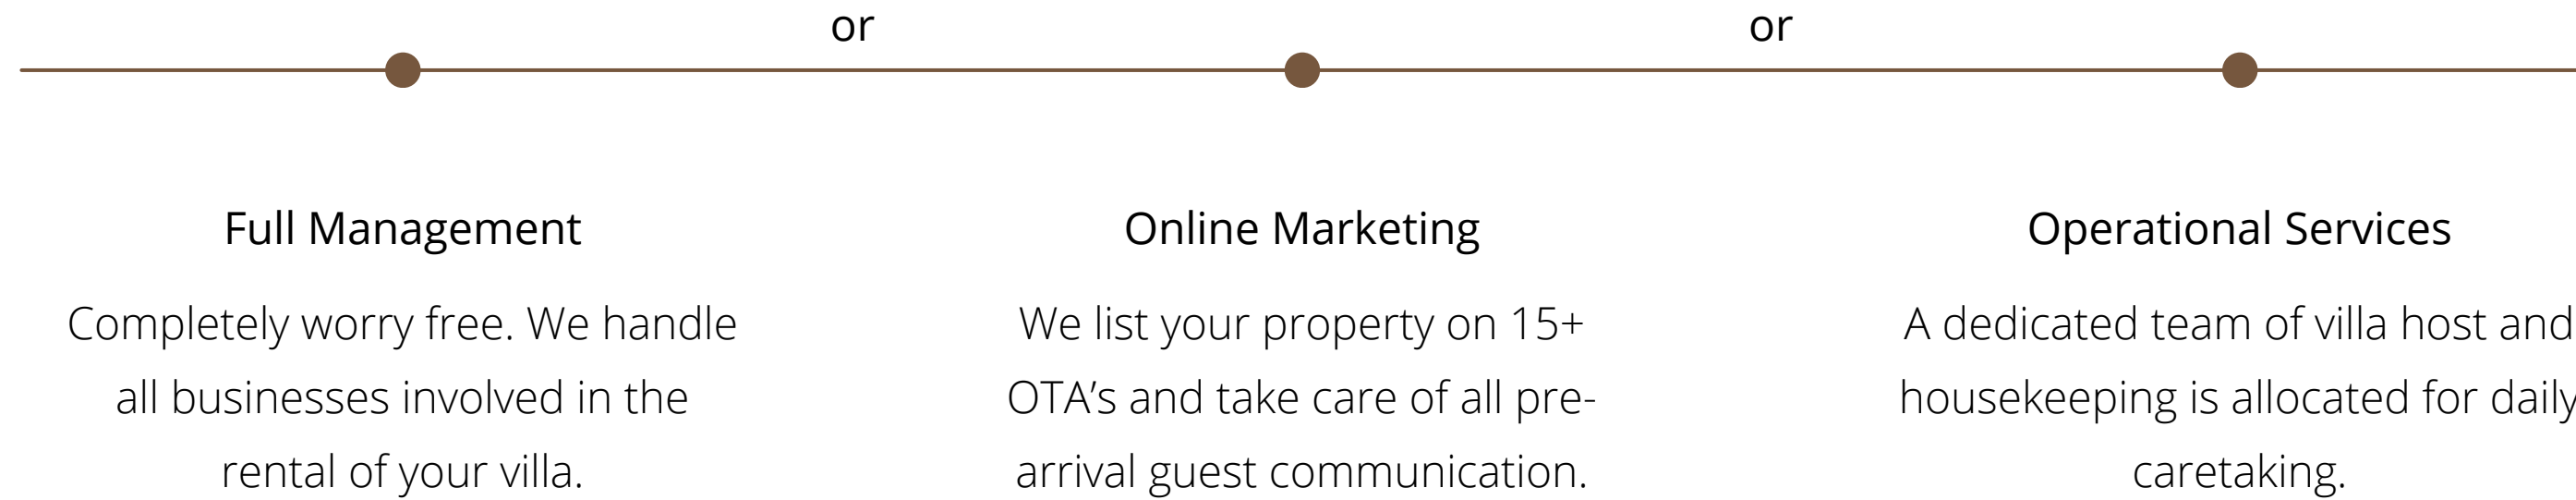 or
or
Full Management
Completely worry free. We handle
all businesses involved in the
rental of your villa.
Online Marketing
We list your property on 15+
OTA’s and take care of all pre-
arrival guest communication.
Operational Services
A dedicated team of villa host and
housekeeping is allocated for daily
caretaking.